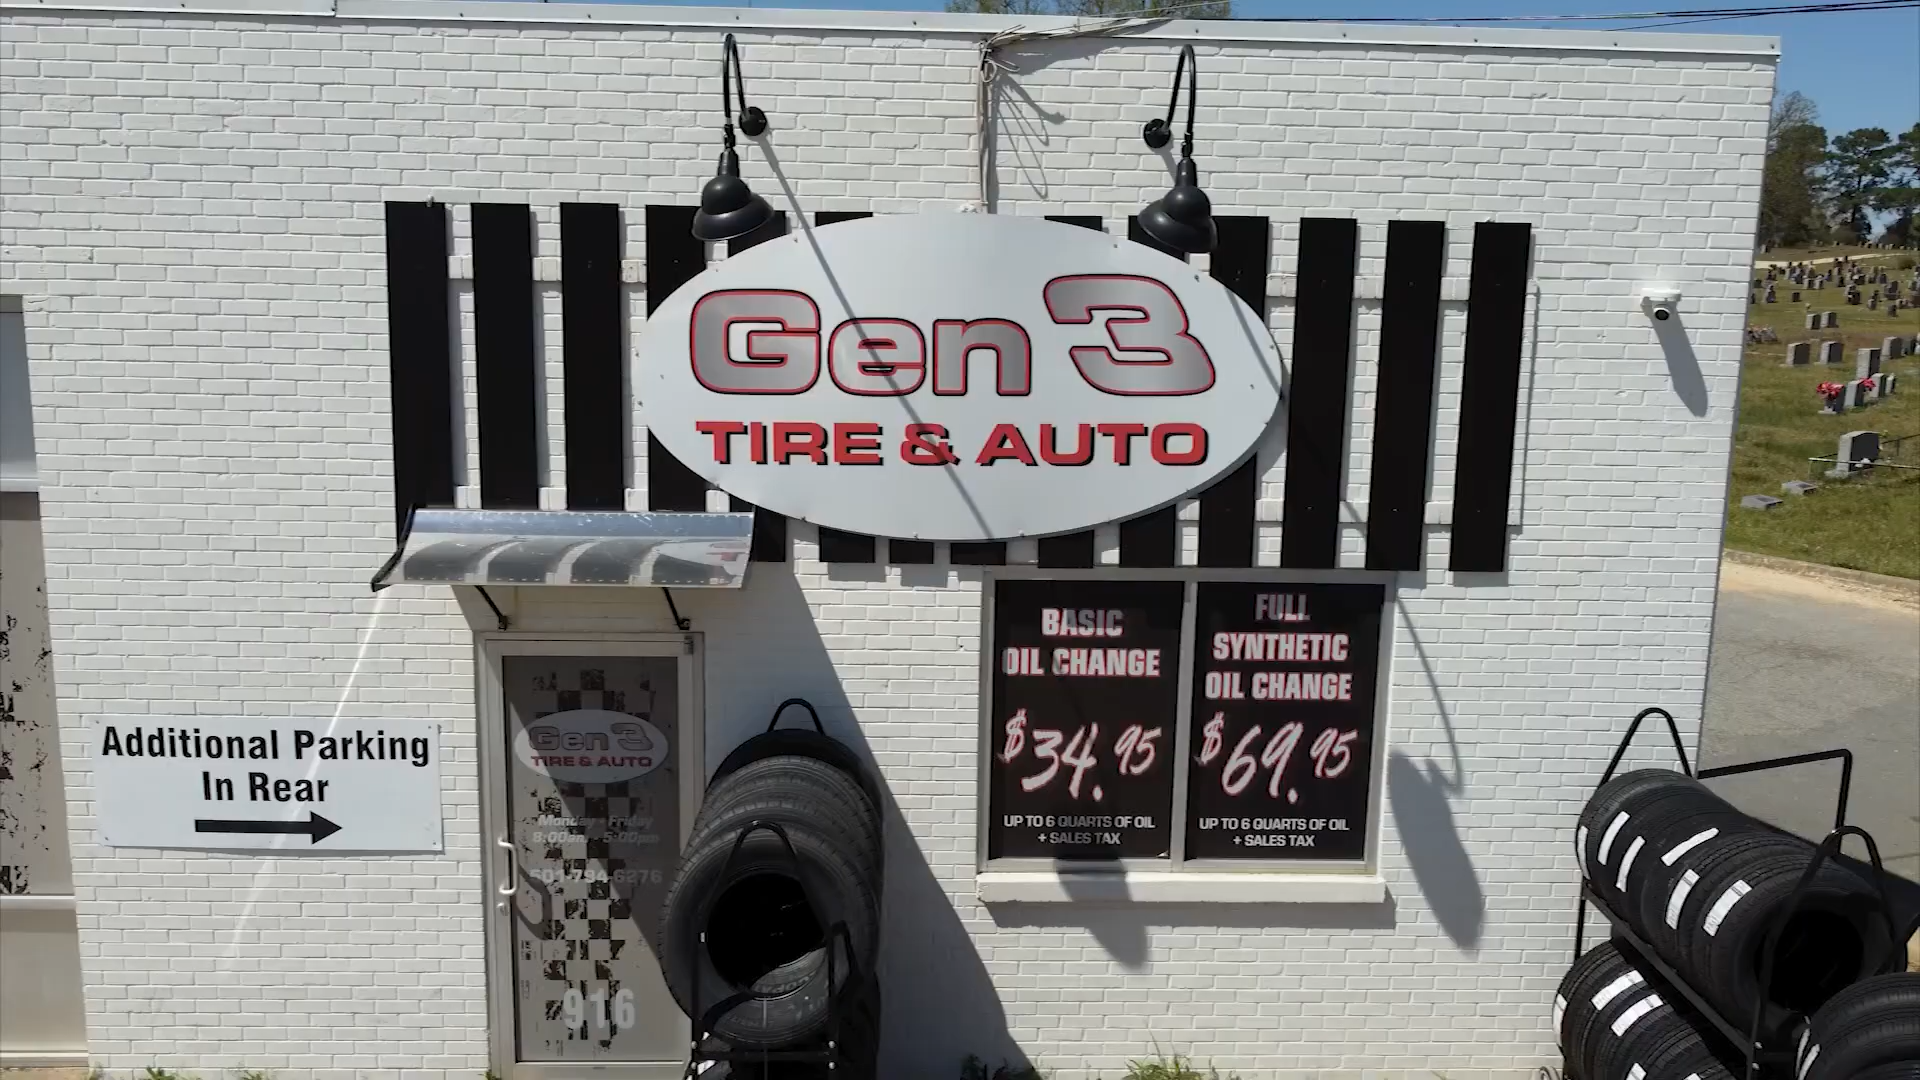 Gen 3
TIRE & AUTO
BASIC
OIL CHANGE
$34.95
UP TO 6 QUARTS OF OIL
+ SALES TAX
FULL
SYNTHETIC
OIL CHANGE
$69.95
UP TO 6 QUARTS OF OIL
+ SALES TAX
Additional Parking
In Rear
Gen 3
TIRE & AUTO
Monday - Friday
8:00am - 5:00pm
501-794-6276
916